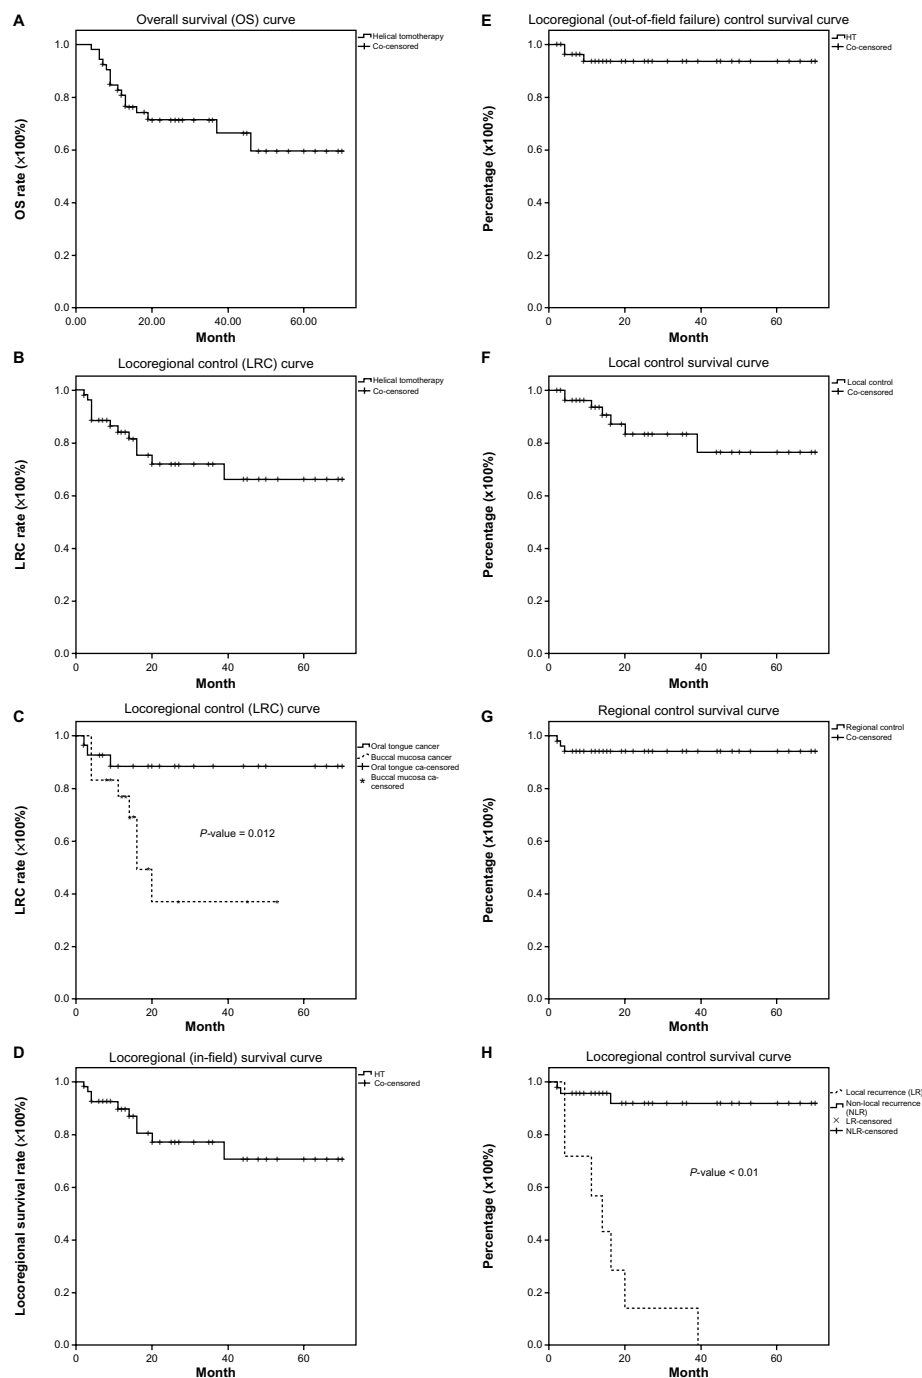 A
Overall survival (OS) curve
Helical tomotherapy
Co-censored
OS rate (×100%)
1.0
0.8
0.6
0.4
0.2
0.0
0.00 20.00 40.00 60.00
Month
B
Locoregional control (LRC) curve
Helical tomotherapy
Co-censored
LRC rate (×100%)
1.0
0.8
0.6
0.4
0.2
0.0
0 20 40 60
Month
C
Locoregional control (LRC) curve
Oral tongue cancer
Buccal mucosa cancer
Oral tongue ca-censored
Buccal mucosa ca-
censored
P-value = 0.012
LRC rate (×100%)
1.0
0.8
0.6
0.4
0.2
0.0
0 20 40 60
Month
D
Locoregional (in-field) survival curve
HT
Co-censored
Locoregional survival rate (×100%)
1.0
0.8
0.6
0.4
0.2
0.0
0 20 40 60
Month
E
Locoregional (out-of-field failure) control survival curve
HT
Co-censored
Percentage (x100%)
1.0
0.8
0.6
0.4
0.2
0.0
0 20 40 60
Month
F
Local control survival curve
Local control
Co-censored
Percentage (x100%)
1.0
0.8
0.6
0.4
0.2
0.0
0 20 40 60
Month
G
Regional control survival curve
Regional control
Co-censored
Percentage (x100%)
1.0
0.8
0.6
0.4
0.2
0.0
0 20 40 60
Month
H
Locoregional control survival curve
Local recurrence (LR)
Non-local recurrence
(NLR)
LR-censored
NLR-censored
P-value < 0.01
Percentage (x100%)
1.0
0.8
0.6
0.4
0.2
0.0
0 20 40 60
Month